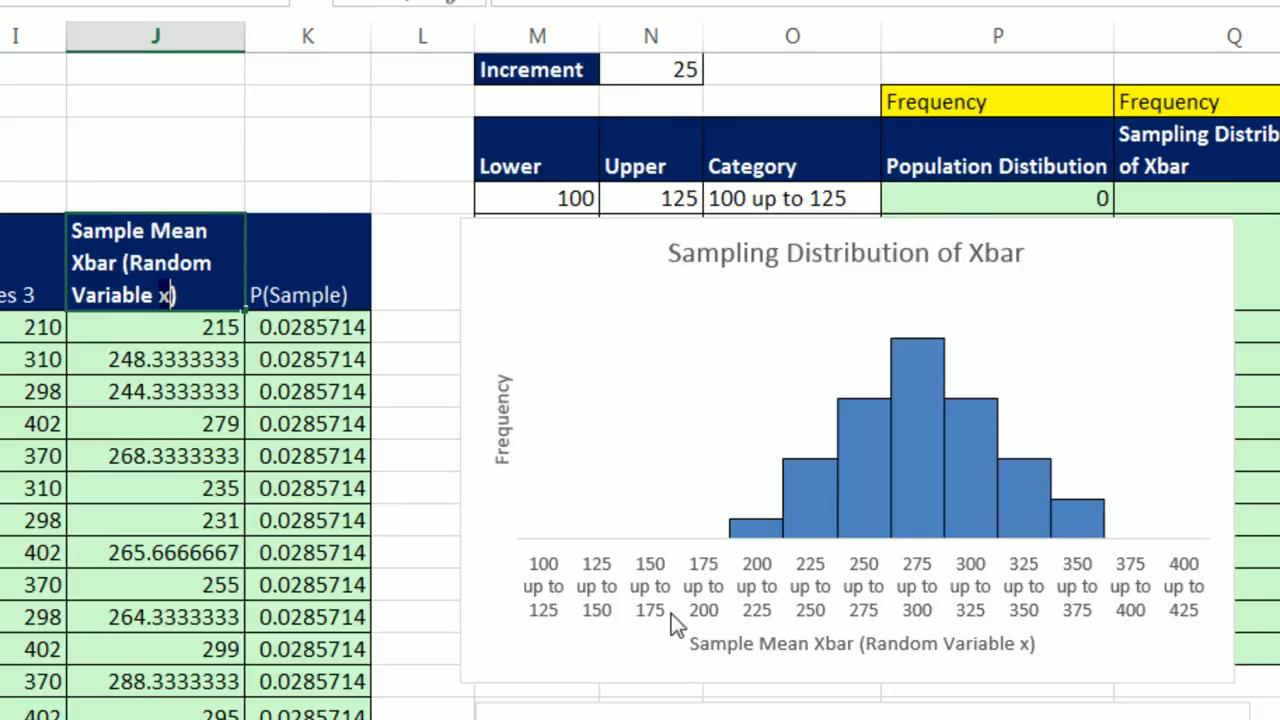 I J K L M N O P Q
Increment 25
Frequency Frequency
Lower Upper Category Population Distibution Sampling Distrib
of Xbar
100 125 100 up to 125 0
es 3 Sample Mean
Xbar (Random
Variable x) P(Sample)
210 215 0.0285714
310 248.3333333 0.0285714
298 244.3333333 0.0285714
402 279 0.0285714
370 268.3333333 0.0285714
310 235 0.0285714
298 231 0.0285714
402 265.6666667 0.0285714
370 255 0.0285714
298 264.3333333 0.0285714
402 299 0.0285714
370 288.3333333 0.0285714
402 295 0.0285714
Sampling Distribution of Xbar
Frequency
100 125 150 175 200 225 250 275 300 325 350 375 400
up to up to up to up to up to up to up to up to up to up to up to up to up to
125 150 175 200 225 250 275 300 325 350 375 400 425
Sample Mean Xbar (Random Variable x)